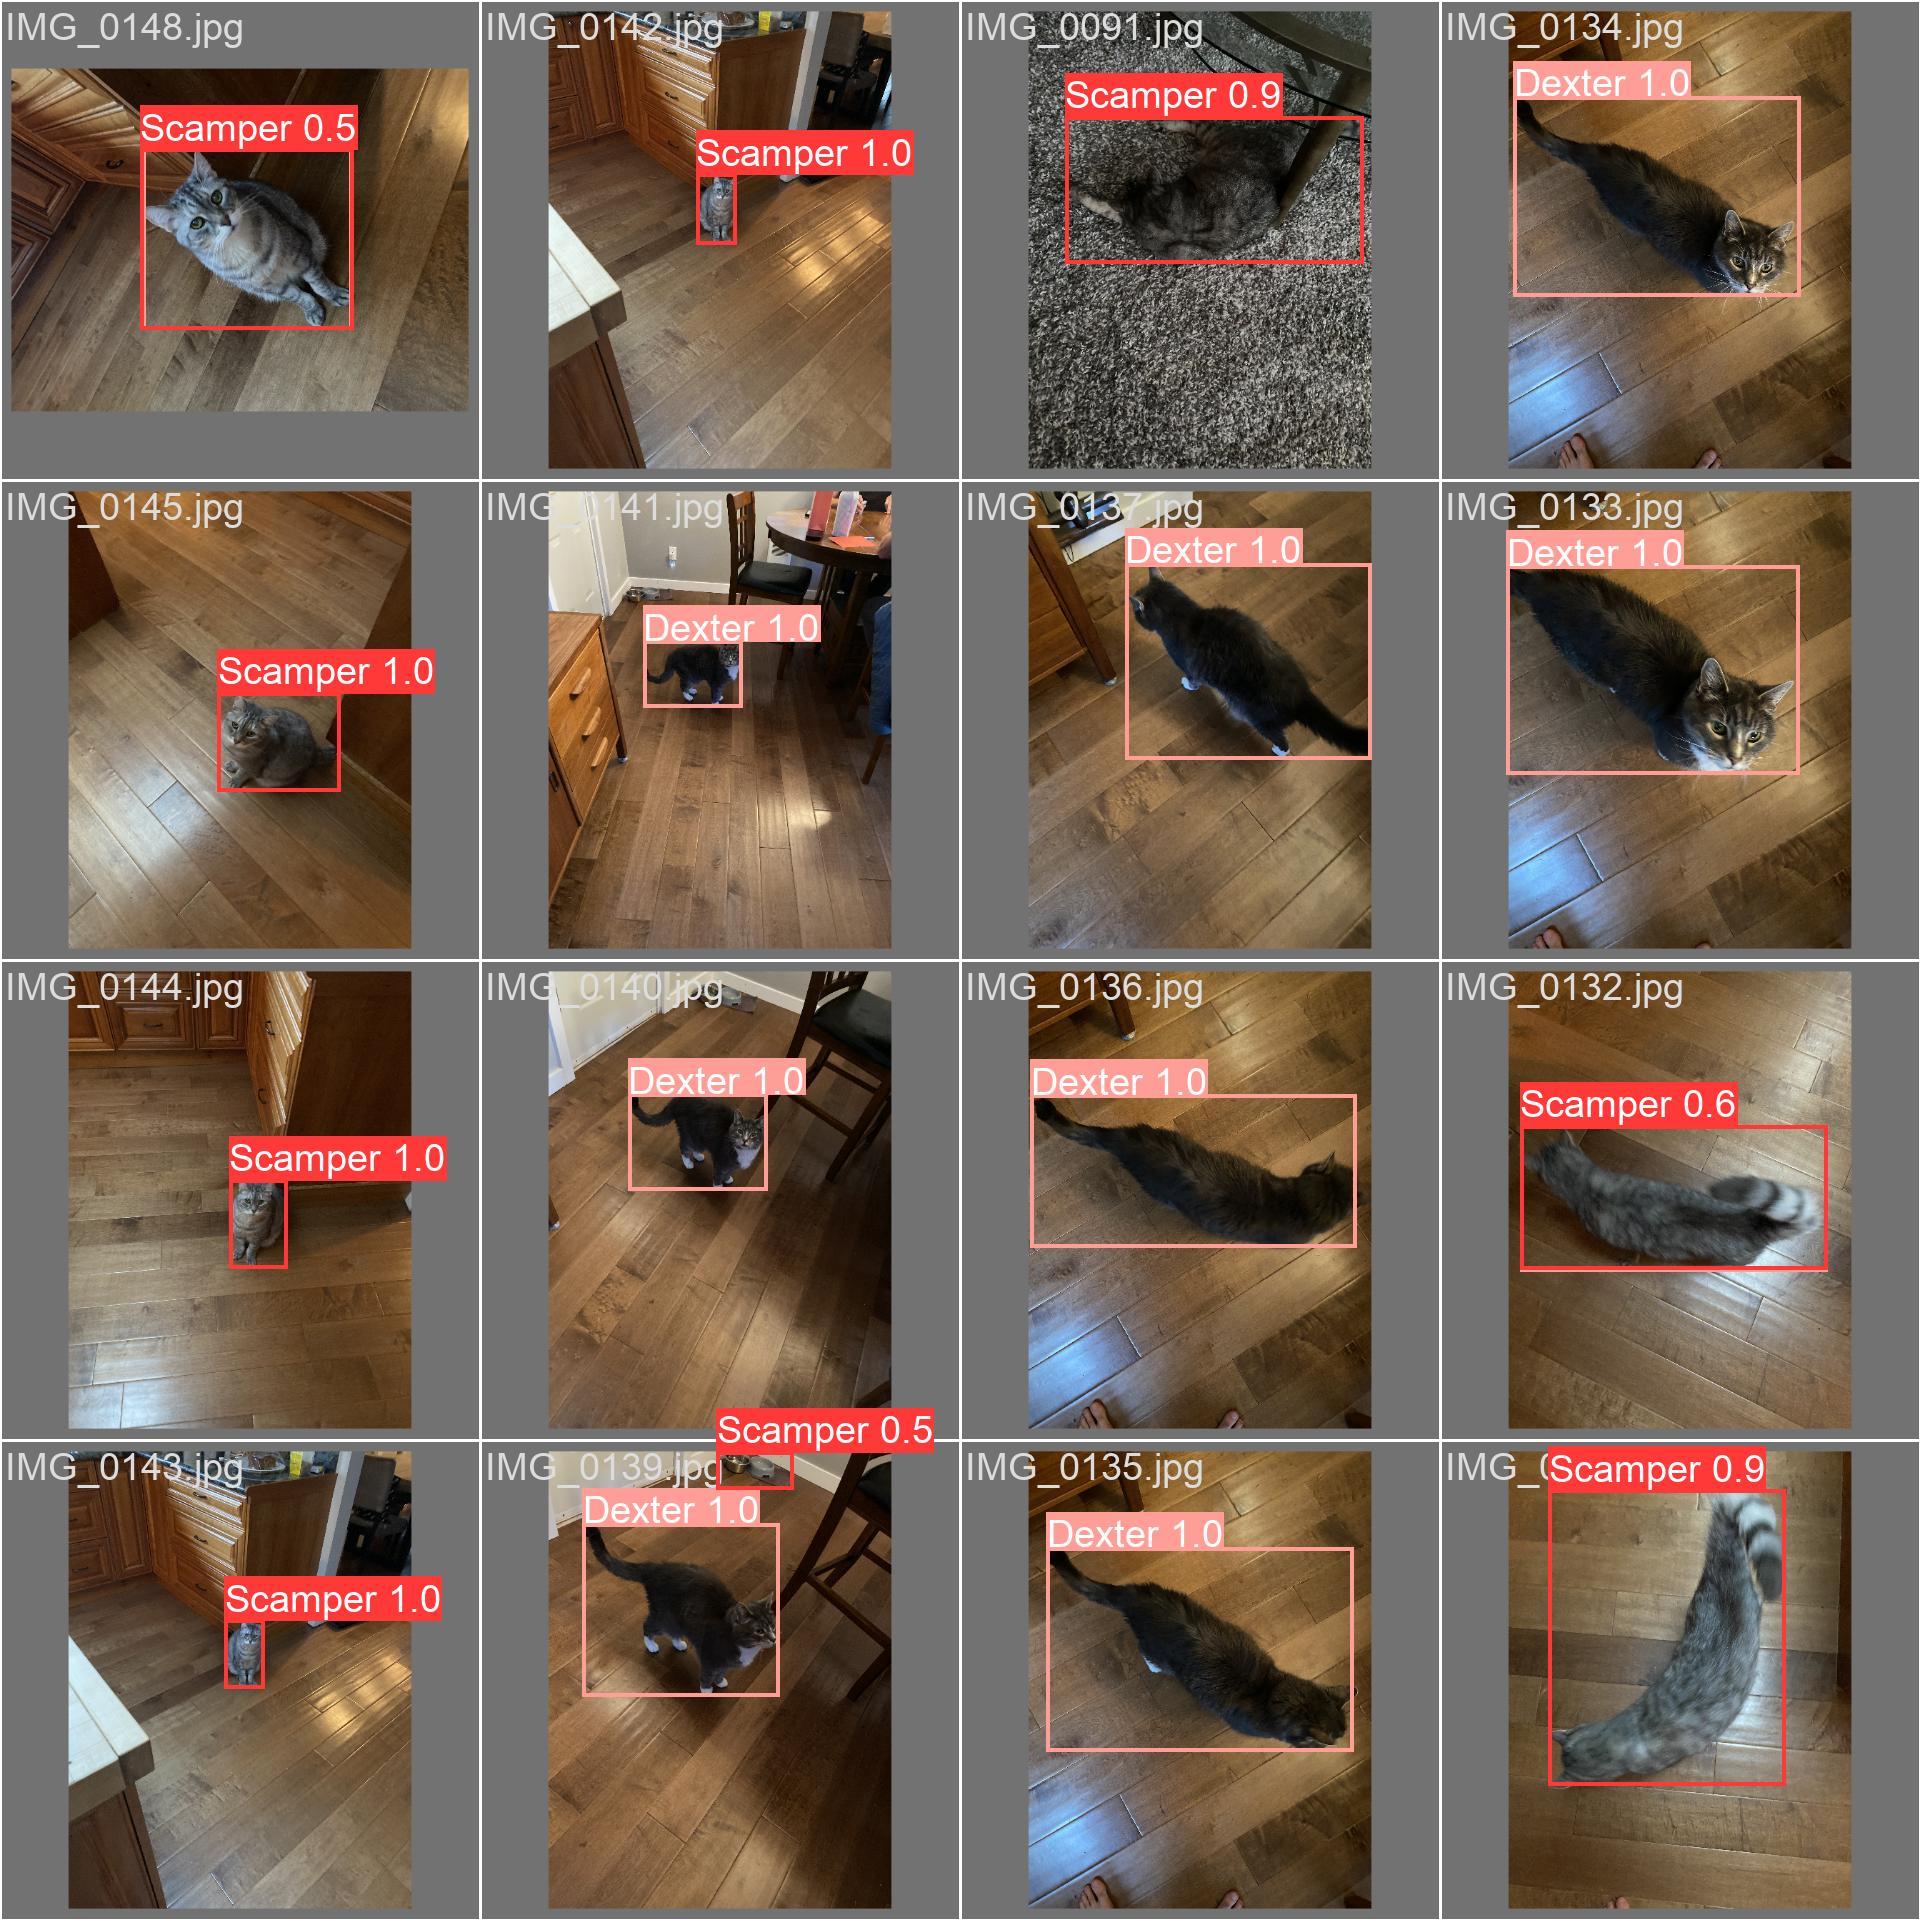 IMG_0148.jpg
Scamper 0.5
IMG_0142.jpg
Scamper 1.0
IMG_0091.jpg
Scamper 0.9
IMG_0134.jpg
Dexter 1.0
IMG_0145.jpg
Scamper 1.0
IMG_0141.jpg
Dexter 1.0
IMG_0137.jpg
Dexter 1.0
IMG_0133.jpg
Dexter 1.0
IMG_0144.jpg
Scamper 1.0
IMG_0140.jpg
Dexter 1.0
IMG_0136.jpg
Dexter 1.0
IMG_0132.jpg
Scamper 0.6
IMG_0143.jpg
Scamper 1.0
IMG_0139.jpg
Scamper 0.5
Dexter 1.0
IMG_0135.jpg
Dexter 1.0
Scamper 0.9